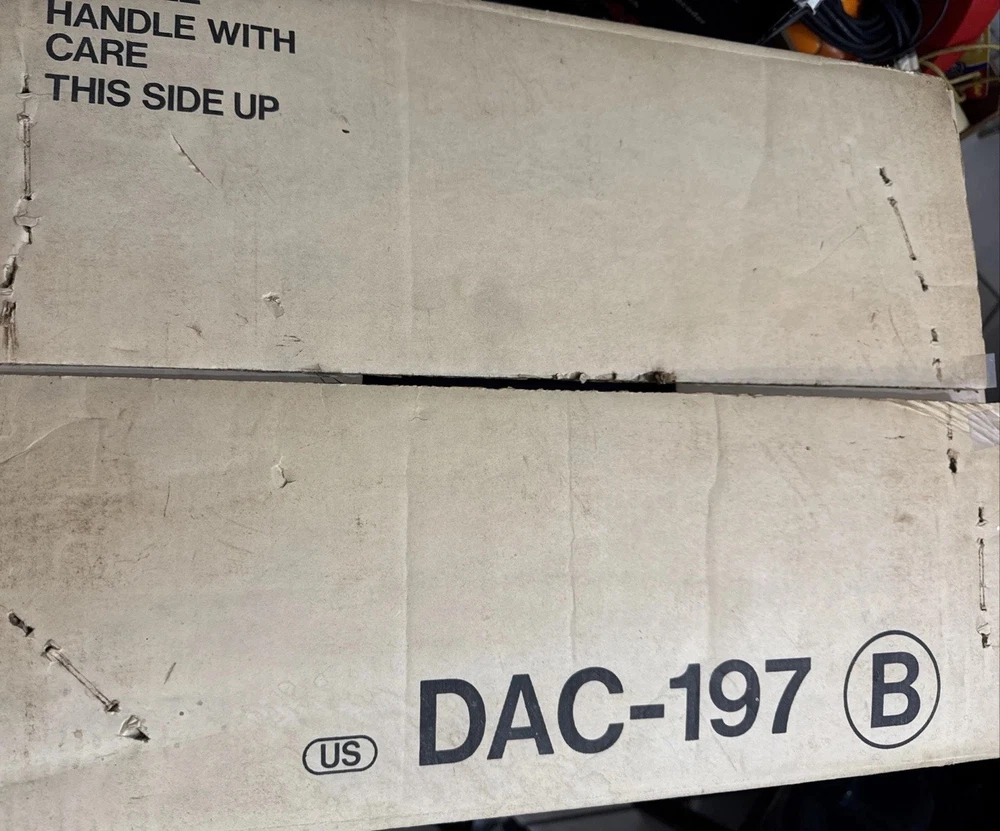 HANDLE WITH
CARE
THIS SIDE UP
US DAC-197 B